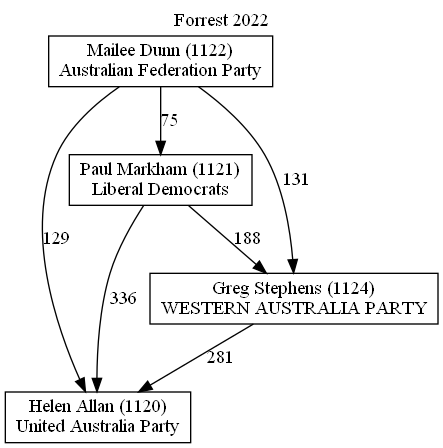 Forrest 2022
Mailee Dunn (1122)
Australian Federation Party
75
Paul Markham (1121)
Liberal Democrats
131
129
188
336
Greg Stephens (1124)
WESTERN AUSTRALIA PARTY
281
Helen Allan (1120)
United Australia Party